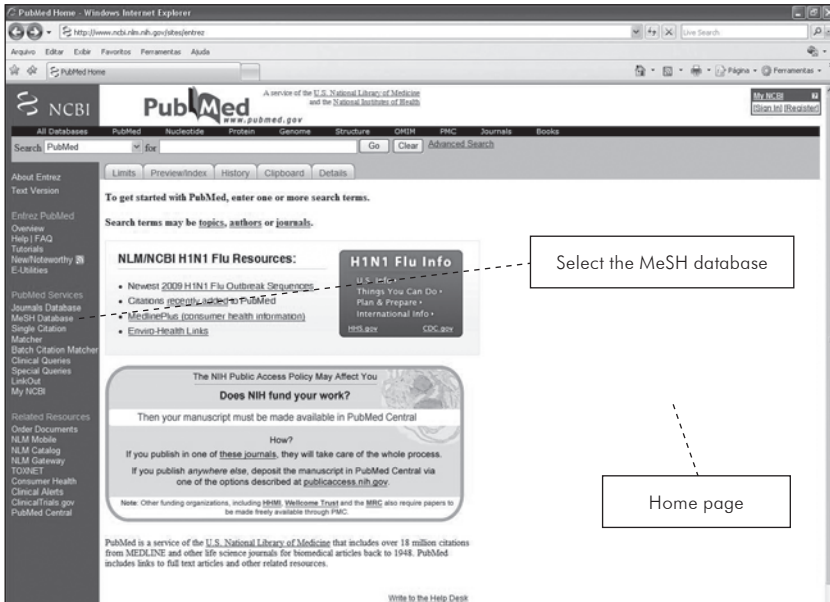 PubMed Home - Windows Internet Explorer
http://www.ncbi.nlm.nih.gov/sites/entrez
Live Search
Arquivo Editar Exibir Favoritos Ferramentas Ajuda
PubMed Home
Página Ferramentas
NCBI
PubMed
www.pubmed.gov
A service of the U.S. National Library of Medicine
and the National Institutes of Health
My NCBI
[Sign In] [Register]
All Databases PubMed Nucleotide Protein Genome Structure OMIM PMC Journals Books
Search PubMed for Go Clear Advanced Search
Limits Preview/Index History Clipboard Details
About Entrez
Text Version
Entrez PubMed
Overview
Help | FAQ
Tutorials
New/Noteworthy
E-Utilities
PubMed Services
Journals Database
MeSH Database
Single Citation
Matcher
Batch Citation Matcher
Clinical Queries
Special Queries
LinkOut
My NCBI
Related Resources
Order Documents
NLM Mobile
NLM Catalog
NLM Gateway
TOXNET
Consumer Health
Clinical Alerts
ClinicalTrials.gov
PubMed Central
To get started with PubMed, enter one or more search terms.
Search terms may be topics, authors or journals.
NLM/NCBI H1N1 Flu Resources:
• Newest 2009 H1N1 Flu Outbreak Sequences
• Citations recently added to PubMed
• MedlinePlus (consumer health information)
• Enviro-Health Links
H1N1 Flu Info
U.S. Info
Things You Can Do
Plan & Prepare
International Info
HHS.gov CDC.gov
Select the MeSH database
The NIH Public Access Policy May Affect You
Does NIH fund your work?
Then your manuscript must be made available in PubMed Central
How?
If you publish in one of these journals, they will take care of the whole process.
If you publish anywhere else, deposit the manuscript in PubMed Central via
one of the options described at publicaccess.nih.gov.
Note: Other funding organizations, including HHMI, Wellcome Trust and the MRC also require papers to
be made freely available through PMC.
Home page
PubMed is a service of the U.S. National Library of Medicine that includes over 18 million citations
from MEDLINE and other life science journals for biomedical articles back to 1948. PubMed
includes links to full text articles and other related resources.
Write to the Help Desk